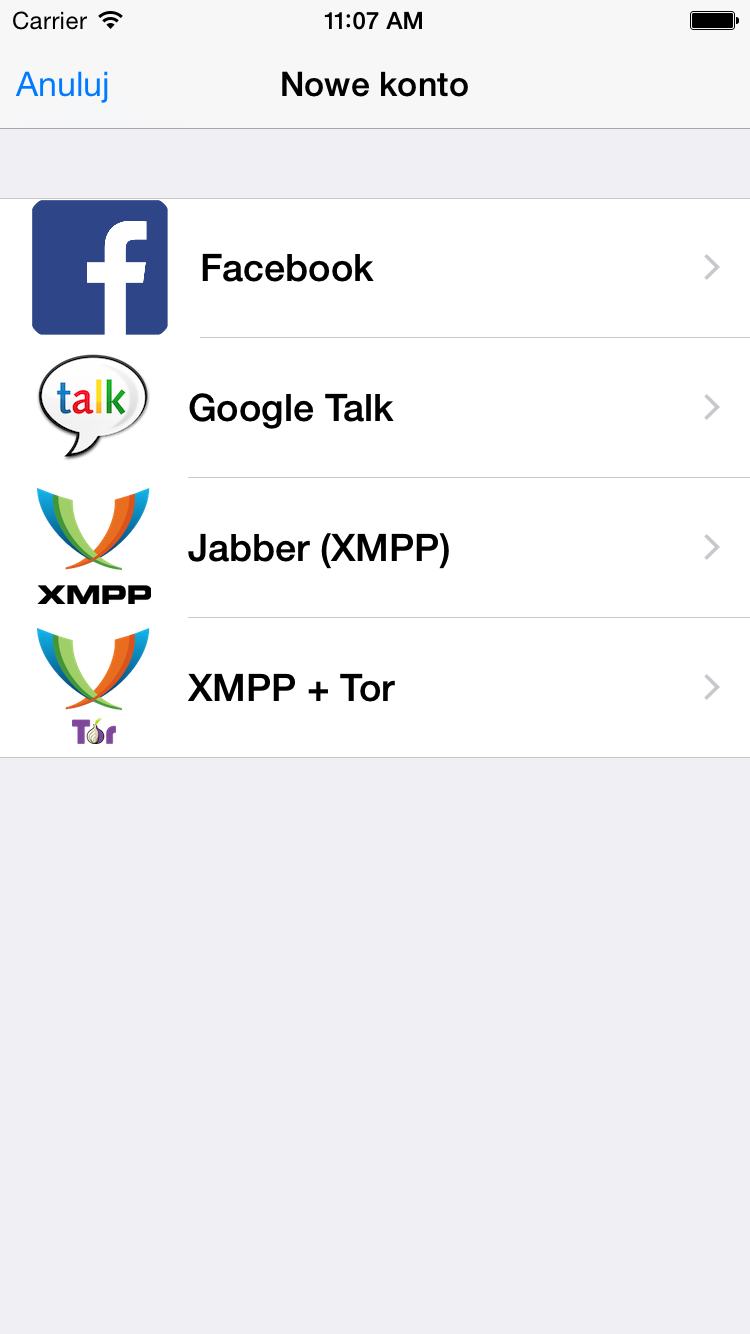 Carrier 11:07 AM
Anuluj Nowe konto
Facebook
talk
Google Talk
XMPP
Jabber (XMPP)
Tor
XMPP + Tor